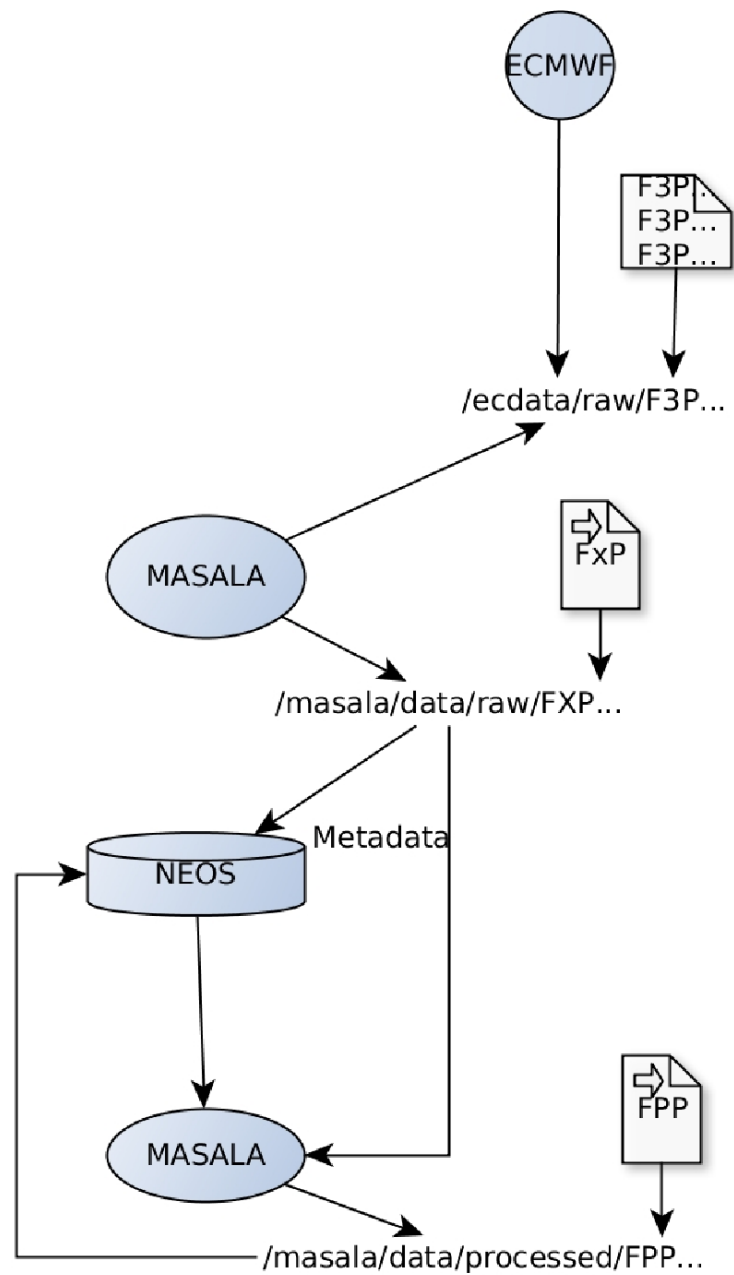 ECMWF
F3P...
F3P...
F3P...
/ecdata/raw/F3P...
MASALA
FxP
/masala/data/raw/FXP...
Metadata
NEOS
MASALA
FPP
/masala/data/processed/FPP...